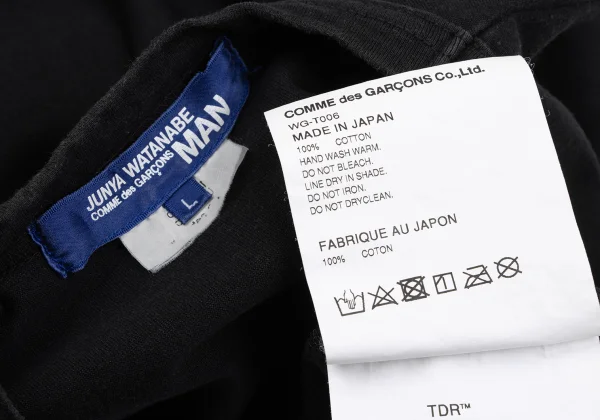 JUNYA WATANABE
COMME des GARÇONS MAN
L
COMME des GARÇONS Co.,Ltd.
WG-T006
MADE IN JAPAN
100% COTTON
HAND WASH WARM.
DO NOT BLEACH.
LINE DRY IN SHADE.
DO NOT IRON.
DO NOT DRYCLEAN.
FABRIQUE AU JAPON
100% COTON
TDR™